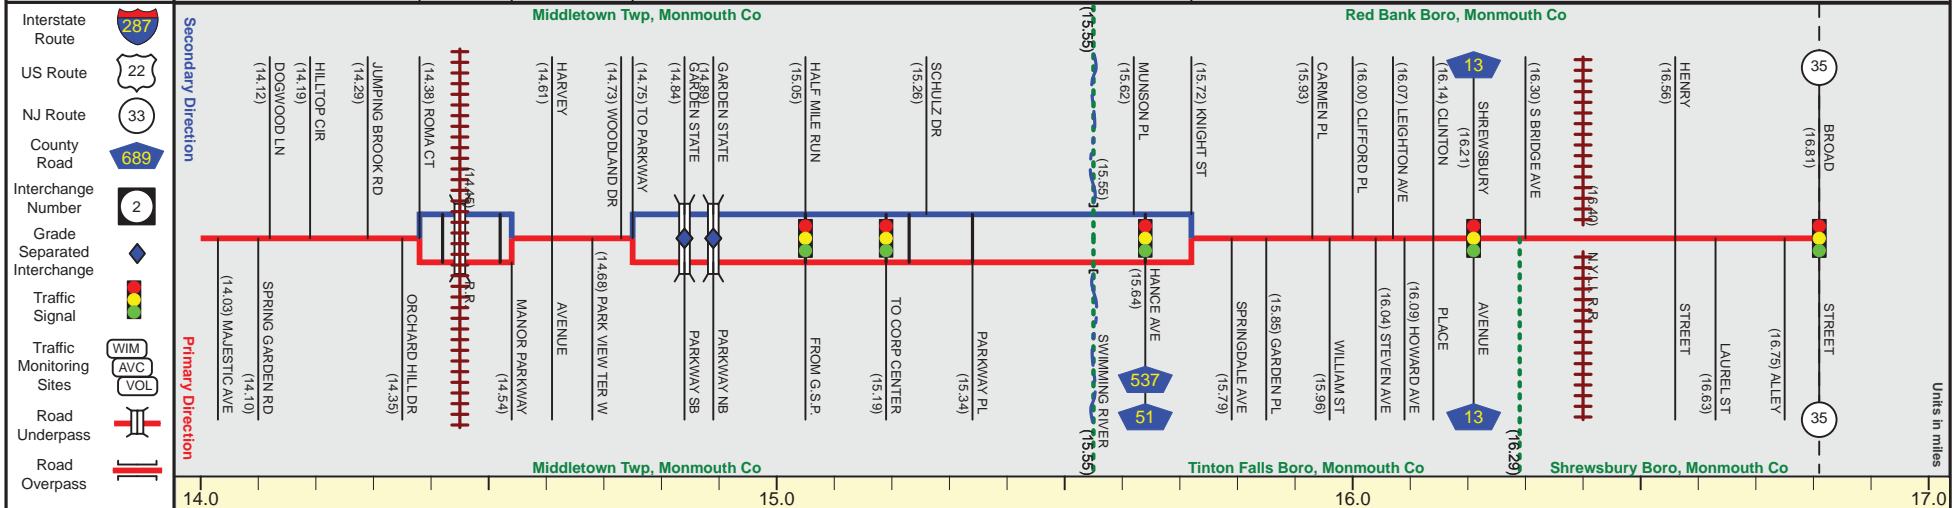 Interstate
Route
287
US Route
22
NJ Route
33
County
Road
689
Interchange
Number
2
Grade
Separated
Interchange
Traffic
Signal
Traffic
Monitoring
Sites
WIM
AVC
VOL
Road
Underpass
Road
Overpass
Secondary Direction
Primary Direction
Middletown Twp, Monmouth Co
Red Bank Boro, Monmouth Co
(14.12)
DOGWOOD LN
(14.19)
HILLTOP CIR
(14.29)
JUMPING BROOK RD
(14.38) ROMA CT
(14.45)
R.R.
(14.61)
HARVEY
AVENUE
(14.73) WOODLAND DR
(14.75) TO PARKWAY
(14.84)
GARDEN STATE
PARKWAY SB
(14.89)
GARDEN STATE
PARKWAY NB
(15.05)
HALF MILE RUN
FROM G.S.P.
(15.26)
SCHULZ DR
(15.55)
(15.55)
(15.62)
MUNSON PL
(15.72) KNIGHT ST
(15.93)
CARMEN PL
(16.00) CLIFFORD PL
(16.07) LEIGHTON AVE
(16.14) CLINTON
PLACE
13
SHREWSBURY
(16.21)
AVENUE
13
(16.30) S BRIDGE AVE
(16.40)
(16.56)
HENRY
STREET
35
BROAD
(16.81)
STREET
35
(14.03) MAJESTIC AVE
(14.10)
SPRING GARDEN RD
(14.35)
ORCHARD HILL DR
(14.54)
MANOR PARKWAY
(14.68) PARK VIEW TER W
(15.19)
TO CORP CENTER
(15.34)
PARKWAY PL
(15.55)
SWIMMING RIVER
(15.64)
HANCE AVE
537
51
(15.79)
SPRINGDALE AVE
(15.85) GARDEN PL
(15.96)
WILLIAM ST
(16.04) STEVEN AVE
(16.09) HOWARD AVE
(16.29)
(16.63)
LAUREL ST
(16.75) ALLEY
Units in miles
Middletown Twp, Monmouth Co
Tinton Falls Boro, Monmouth Co
Shrewsbury Boro, Monmouth Co
14.0
15.0
16.0
17.0